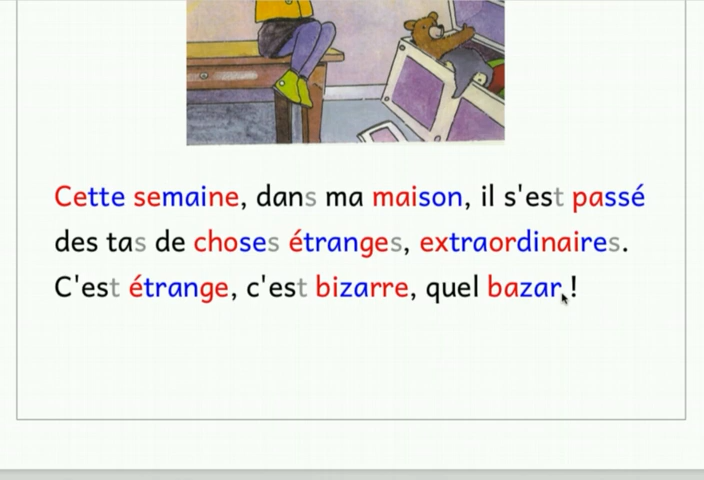 Cette semaine, dans ma maison, il s'est passé
des tas de choses étranges, extraordinaires.
C'est étrange, c'est bizarre, quel bazar !